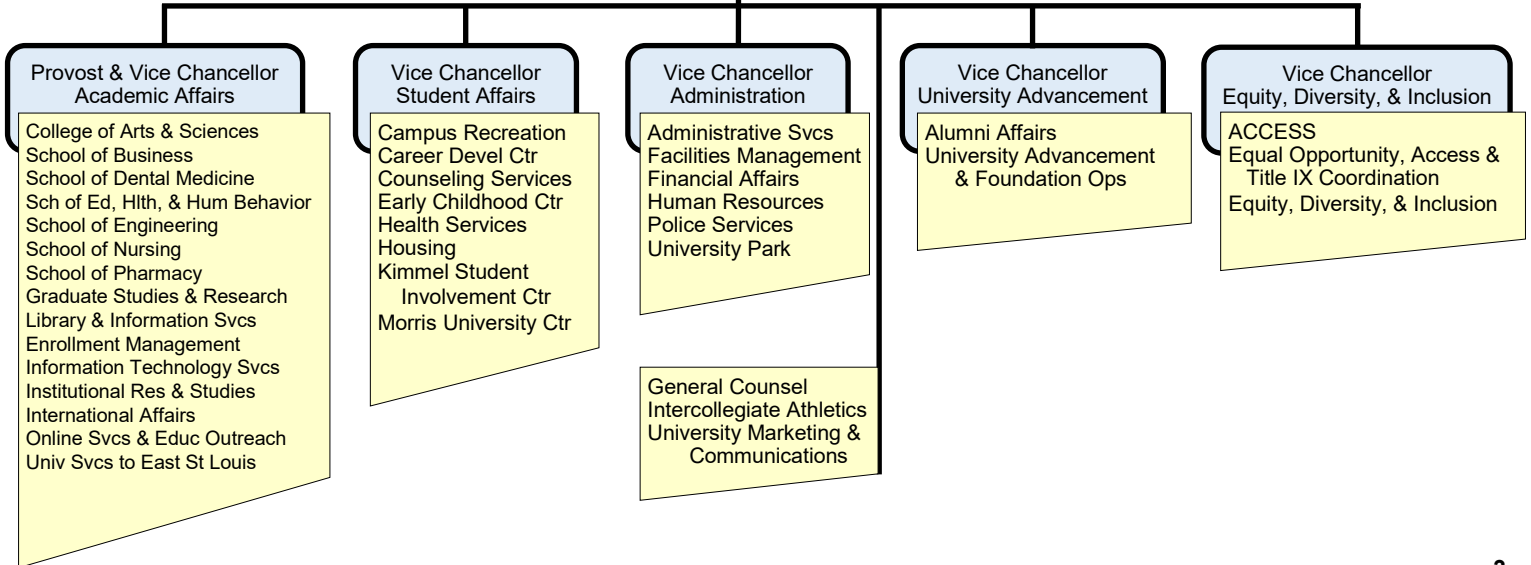 Provost & Vice Chancellor
Academic Affairs
College of Arts & Sciences
School of Business
School of Dental Medicine
Sch of Ed, Hlth, & Hum Behavior
School of Engineering
School of Nursing
School of Pharmacy
Graduate Studies & Research
Library & Information Svcs
Enrollment Management
Information Technology Svcs
Institutional Res & Studies
International Affairs
Online Svcs & Educ Outreach
Univ Svcs to East St Louis
Vice Chancellor
Student Affairs
Campus Recreation
Career Devel Ctr
Counseling Services
Early Childhood Ctr
Health Services
Housing
Kimmel Student
Involvement Ctr
Morris University Ctr
Vice Chancellor
Administration
Administrative Svcs
Facilities Management
Financial Affairs
Human Resources
Police Services
University Park
General Counsel
Intercollegiate Athletics
University Marketing &
Communications
Vice Chancellor
University Advancement
Alumni Affairs
University Advancement
& Foundation Ops
Vice Chancellor
Equity, Diversity, & Inclusion
ACCESS
Equal Opportunity, Access &
Title IX Coordination
Equity, Diversity, & Inclusion